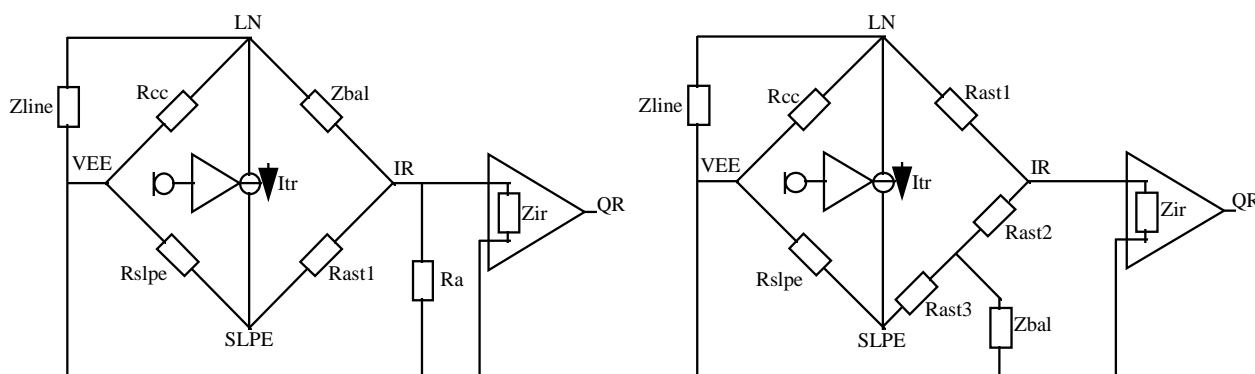 LN
Rcc
Zbal
Zline
VEE
IR
Itr
Zir
QR
Rslpe
Rast1
Ra
SLPE
LN
Rcc
Rast1
Zline
VEE
IR
Itr
Zir
QR
Rast2
Rslpe
Rast3
Zbal
SLPE